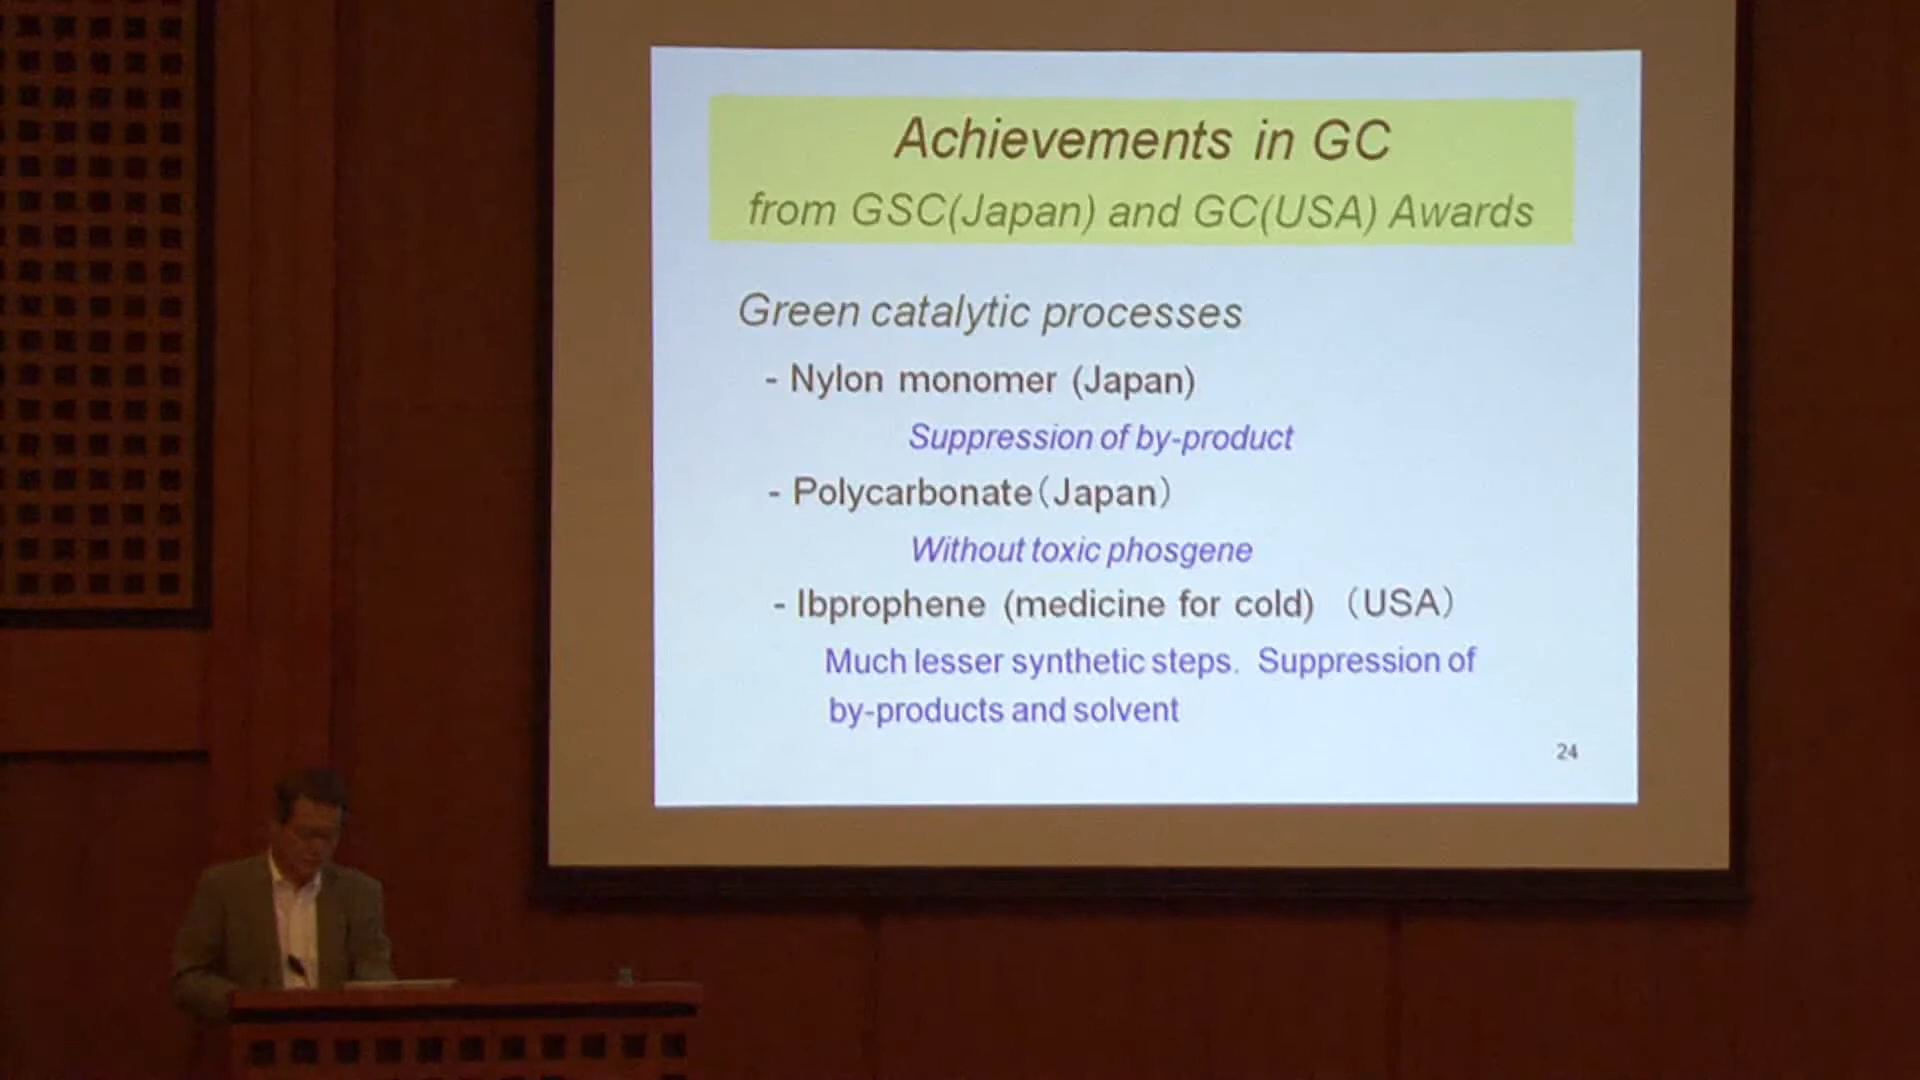 Achievements in GC
from GSC(Japan) and GC(USA) Awards
Green catalytic processes
- Nylon monomer (Japan)
Suppression of by-product
- Polycarbonate（Japan）
Without toxic phosgene
- Ibprophene (medicine for cold) （USA）
Much lesser synthetic steps. Suppression of
by-products and solvent
24